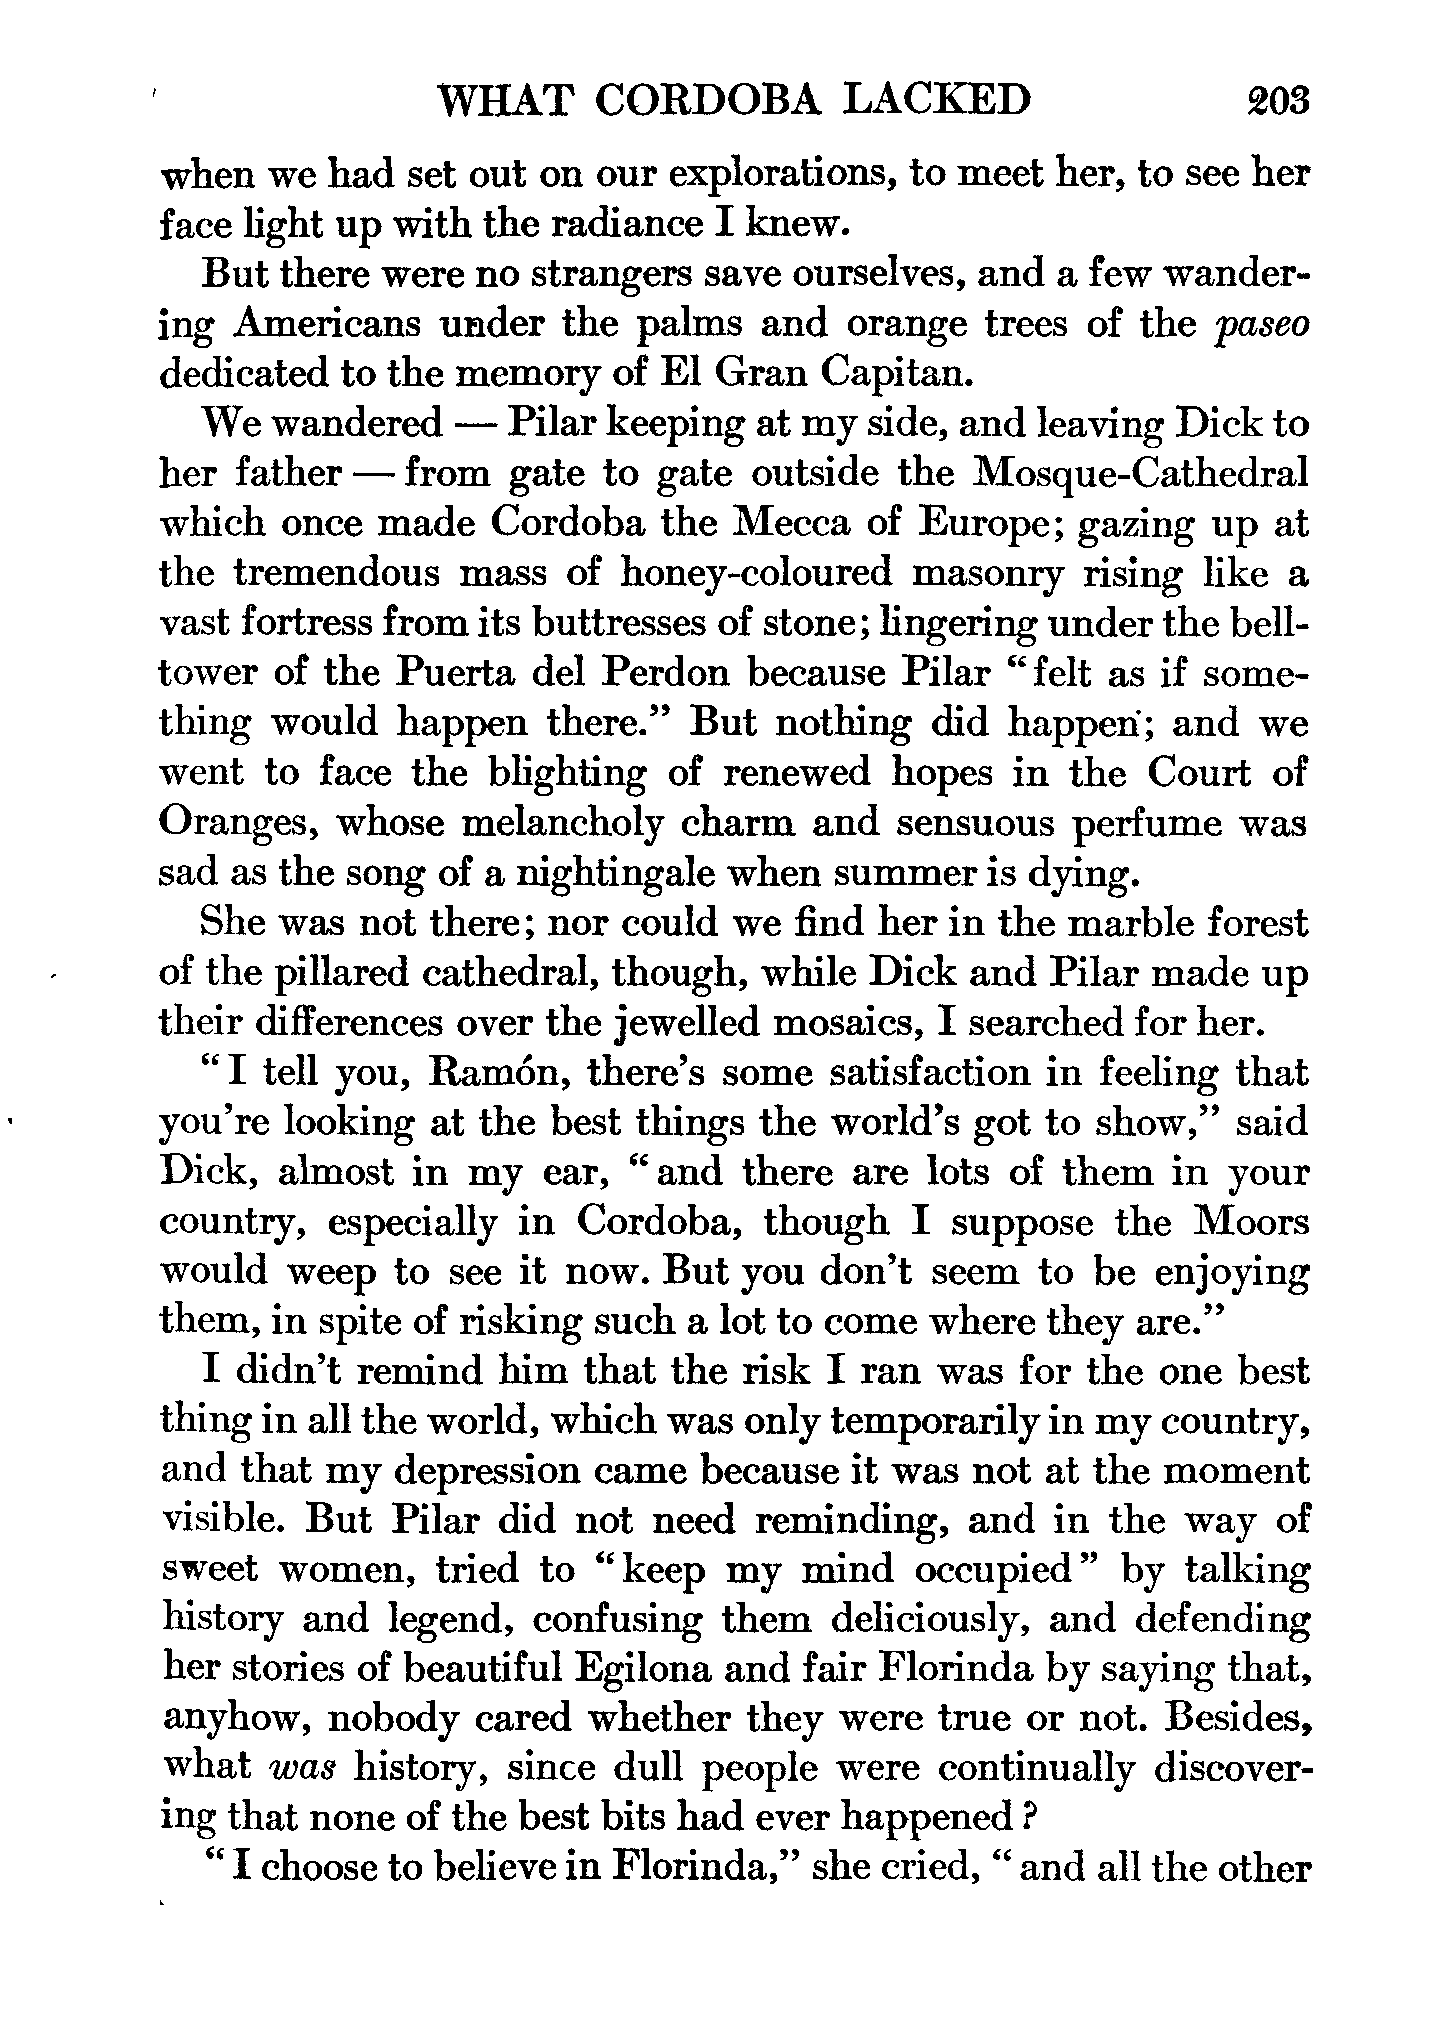 WHAT CORDOBA LACKED 203
when we had set out on our explorations, to meet her, to see her
face light up with the radiance I knew.
But there were no strangers save ourselves, and a few wander-
ing Americans under the palms and orange trees of the paseo
dedicated to the memory of El Gran Capitan.
We wandered — Pilar keeping at my side, and leaving Dick to
her father — from gate to gate outside the Mosque-Cathedral
which once made Cordoba the Mecca of Europe; gazing up at
the tremendous mass of honey-coloured masonry rising like a
vast fortress from its buttresses of stone; lingering under the bell-
tower of the Puerta del Perdon because Pilar “felt as if some-
thing would happen there.” But nothing did happen; and we
went to face the blighting of renewed hopes in the Court of
Oranges, whose melancholy charm and sensuous perfume was
sad as the song of a nightingale when summer is dying.
She was not there; nor could we find her in the marble forest
of the pillared cathedral, though, while Dick and Pilar made up
their differences over the jewelled mosaics, I searched for her.
“I tell you, Ramón, there’s some satisfaction in feeling that
you’re looking at the best things the world’s got to show,” said
Dick, almost in my ear, “and there are lots of them in your
country, especially in Cordoba, though I suppose the Moors
would weep to see it now. But you don’t seem to be enjoying
them, in spite of risking such a lot to come where they are.”
I didn’t remind him that the risk I ran was for the one best
thing in all the world, which was only temporarily in my country,
and that my depression came because it was not at the moment
visible. But Pilar did not need reminding, and in the way of
sweet women, tried to “keep my mind occupied” by talking
history and legend, confusing them deliciously, and defending
her stories of beautiful Egilona and fair Florinda by saying that,
anyhow, nobody cared whether they were true or not. Besides,
what was history, since dull people were continually discover-
ing that none of the best bits had ever happened?
“I choose to believe in Florinda,” she cried, “and all the other